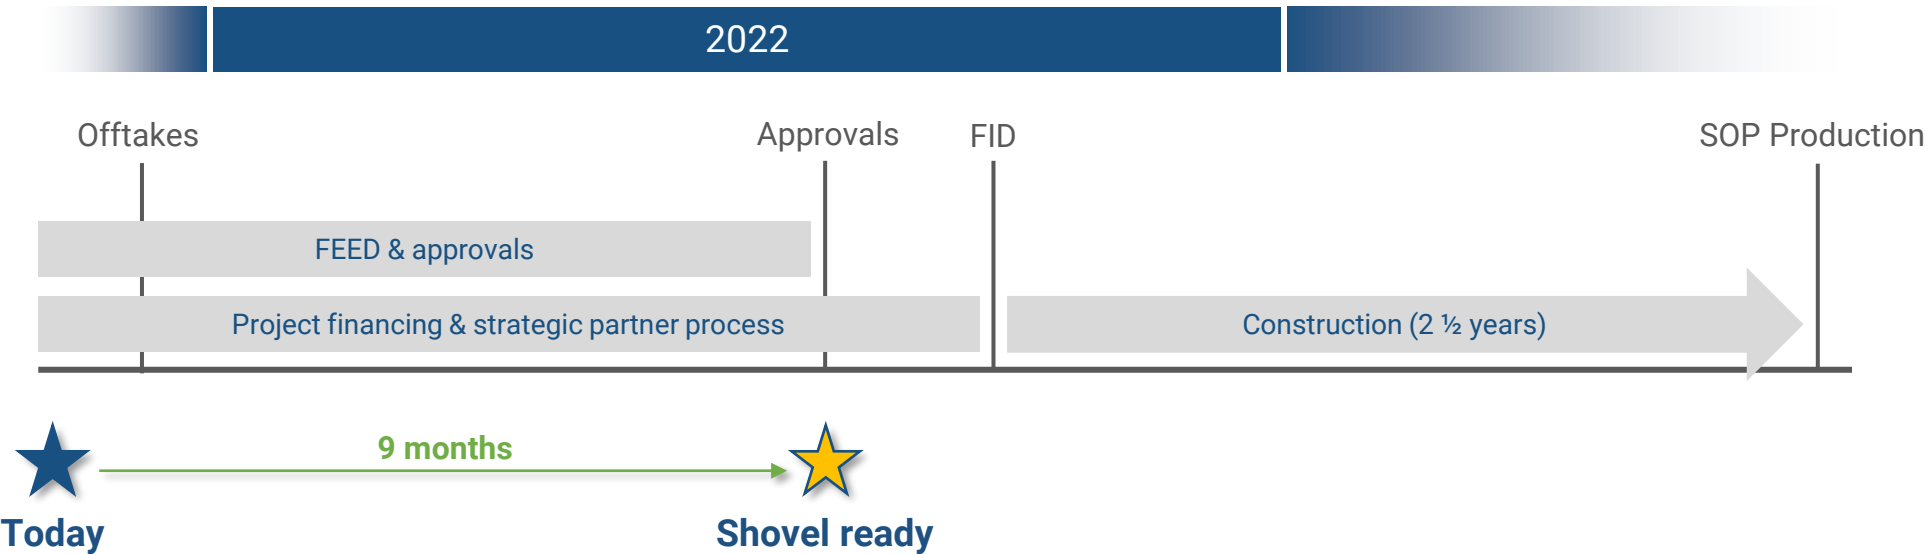 2022
Offtakes
Approvals
FID
SOP Production
FEED & approvals
Project financing & strategic partner process
Construction (2 ½ years)
9 months
Today
Shovel ready